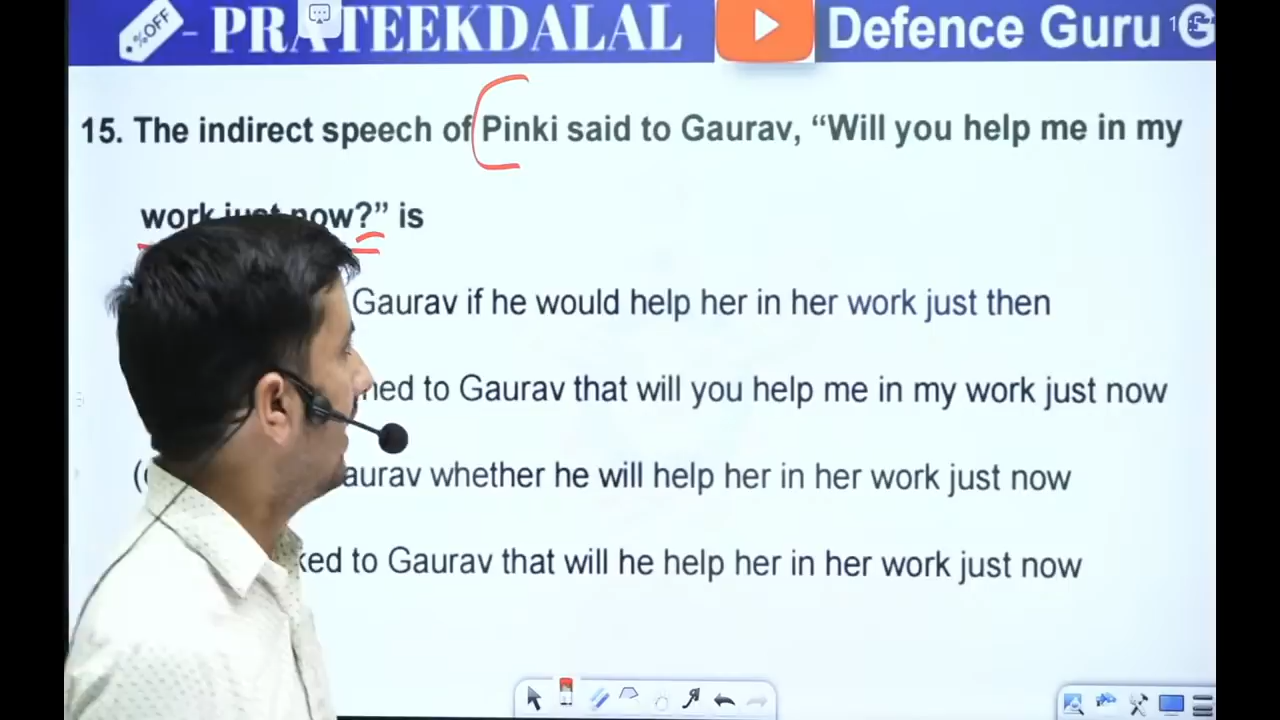 %OFF - PRATEEKDALAL Defence Guru G
15. The indirect speech of Pinki said to Gaurav, “Will you help me in my
work just now?” is
Gaurav if he would help her in her work just then
to Gaurav that will you help me in my work just now
whether he will help her in her work just now
to Gaurav that will he help her in her work just now